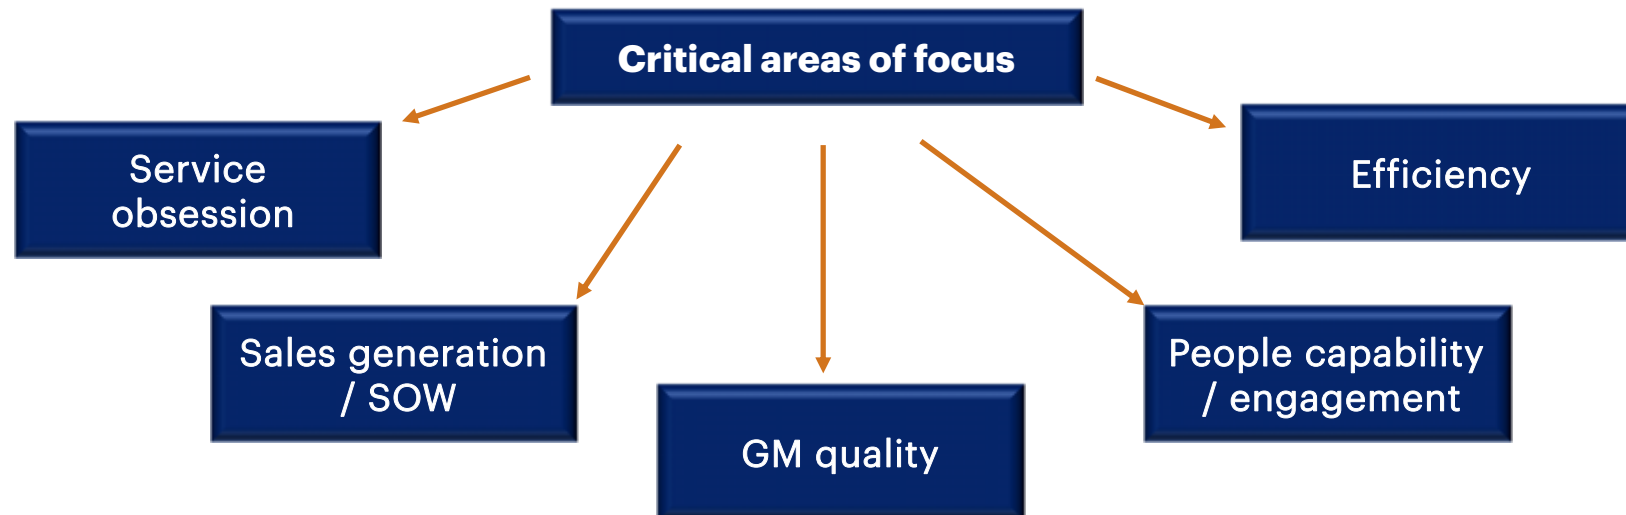 Critical areas of focus
Service
obsession
Efficiency
Sales generation
/ SOW
People capability
/ engagement
GM quality